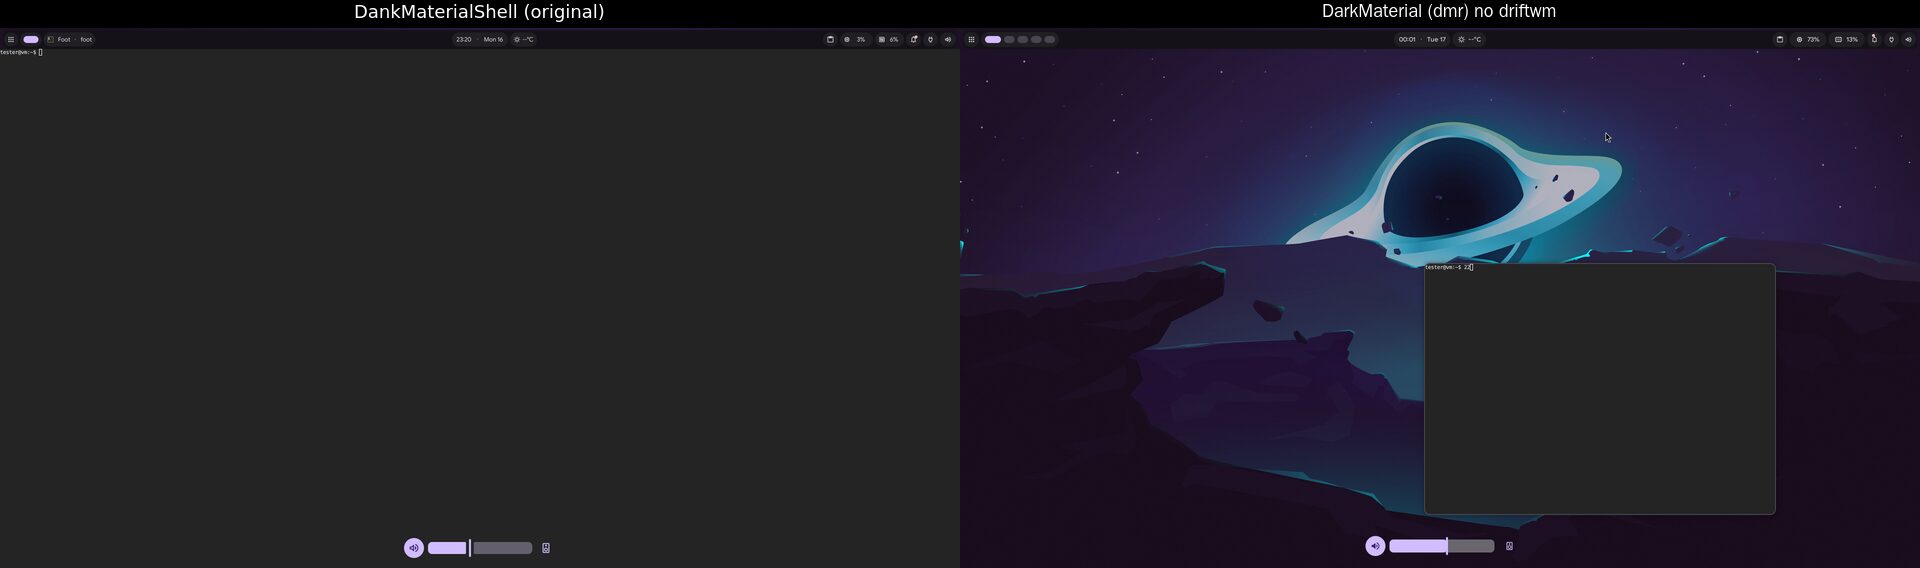 DankMaterialShell (original)
DarkMaterial (dmr) no driftwm
Foot · foot
23:20 · Mon 16
--°C
3%
6%
00:01 · Tue 17
--°C
73%
13%
tester@vm:~$
tester@vm:~$ 22